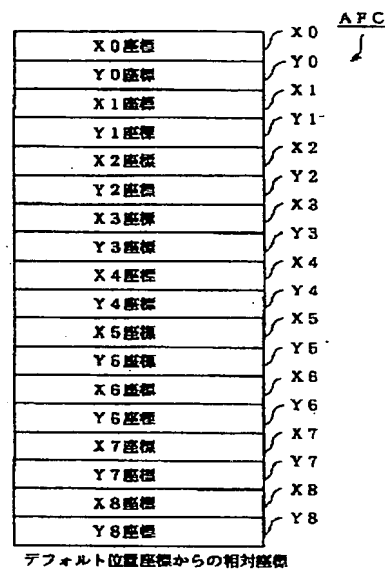 AFC
X0座標 X0
Y0座標 Y0
X1座標 X1
Y1座標 Y1
X2座標 X2
Y2座標 Y2
X3座標 X3
Y3座標 Y3
X4座標 X4
Y4座標 Y4
X5座標 X5
Y5座標 Y5
X6座標 X6
Y6座標 Y6
X7座標 X7
Y7座標 Y7
X8座標 X8
Y8座標 Y8
デフォルト位置座標からの相対座標